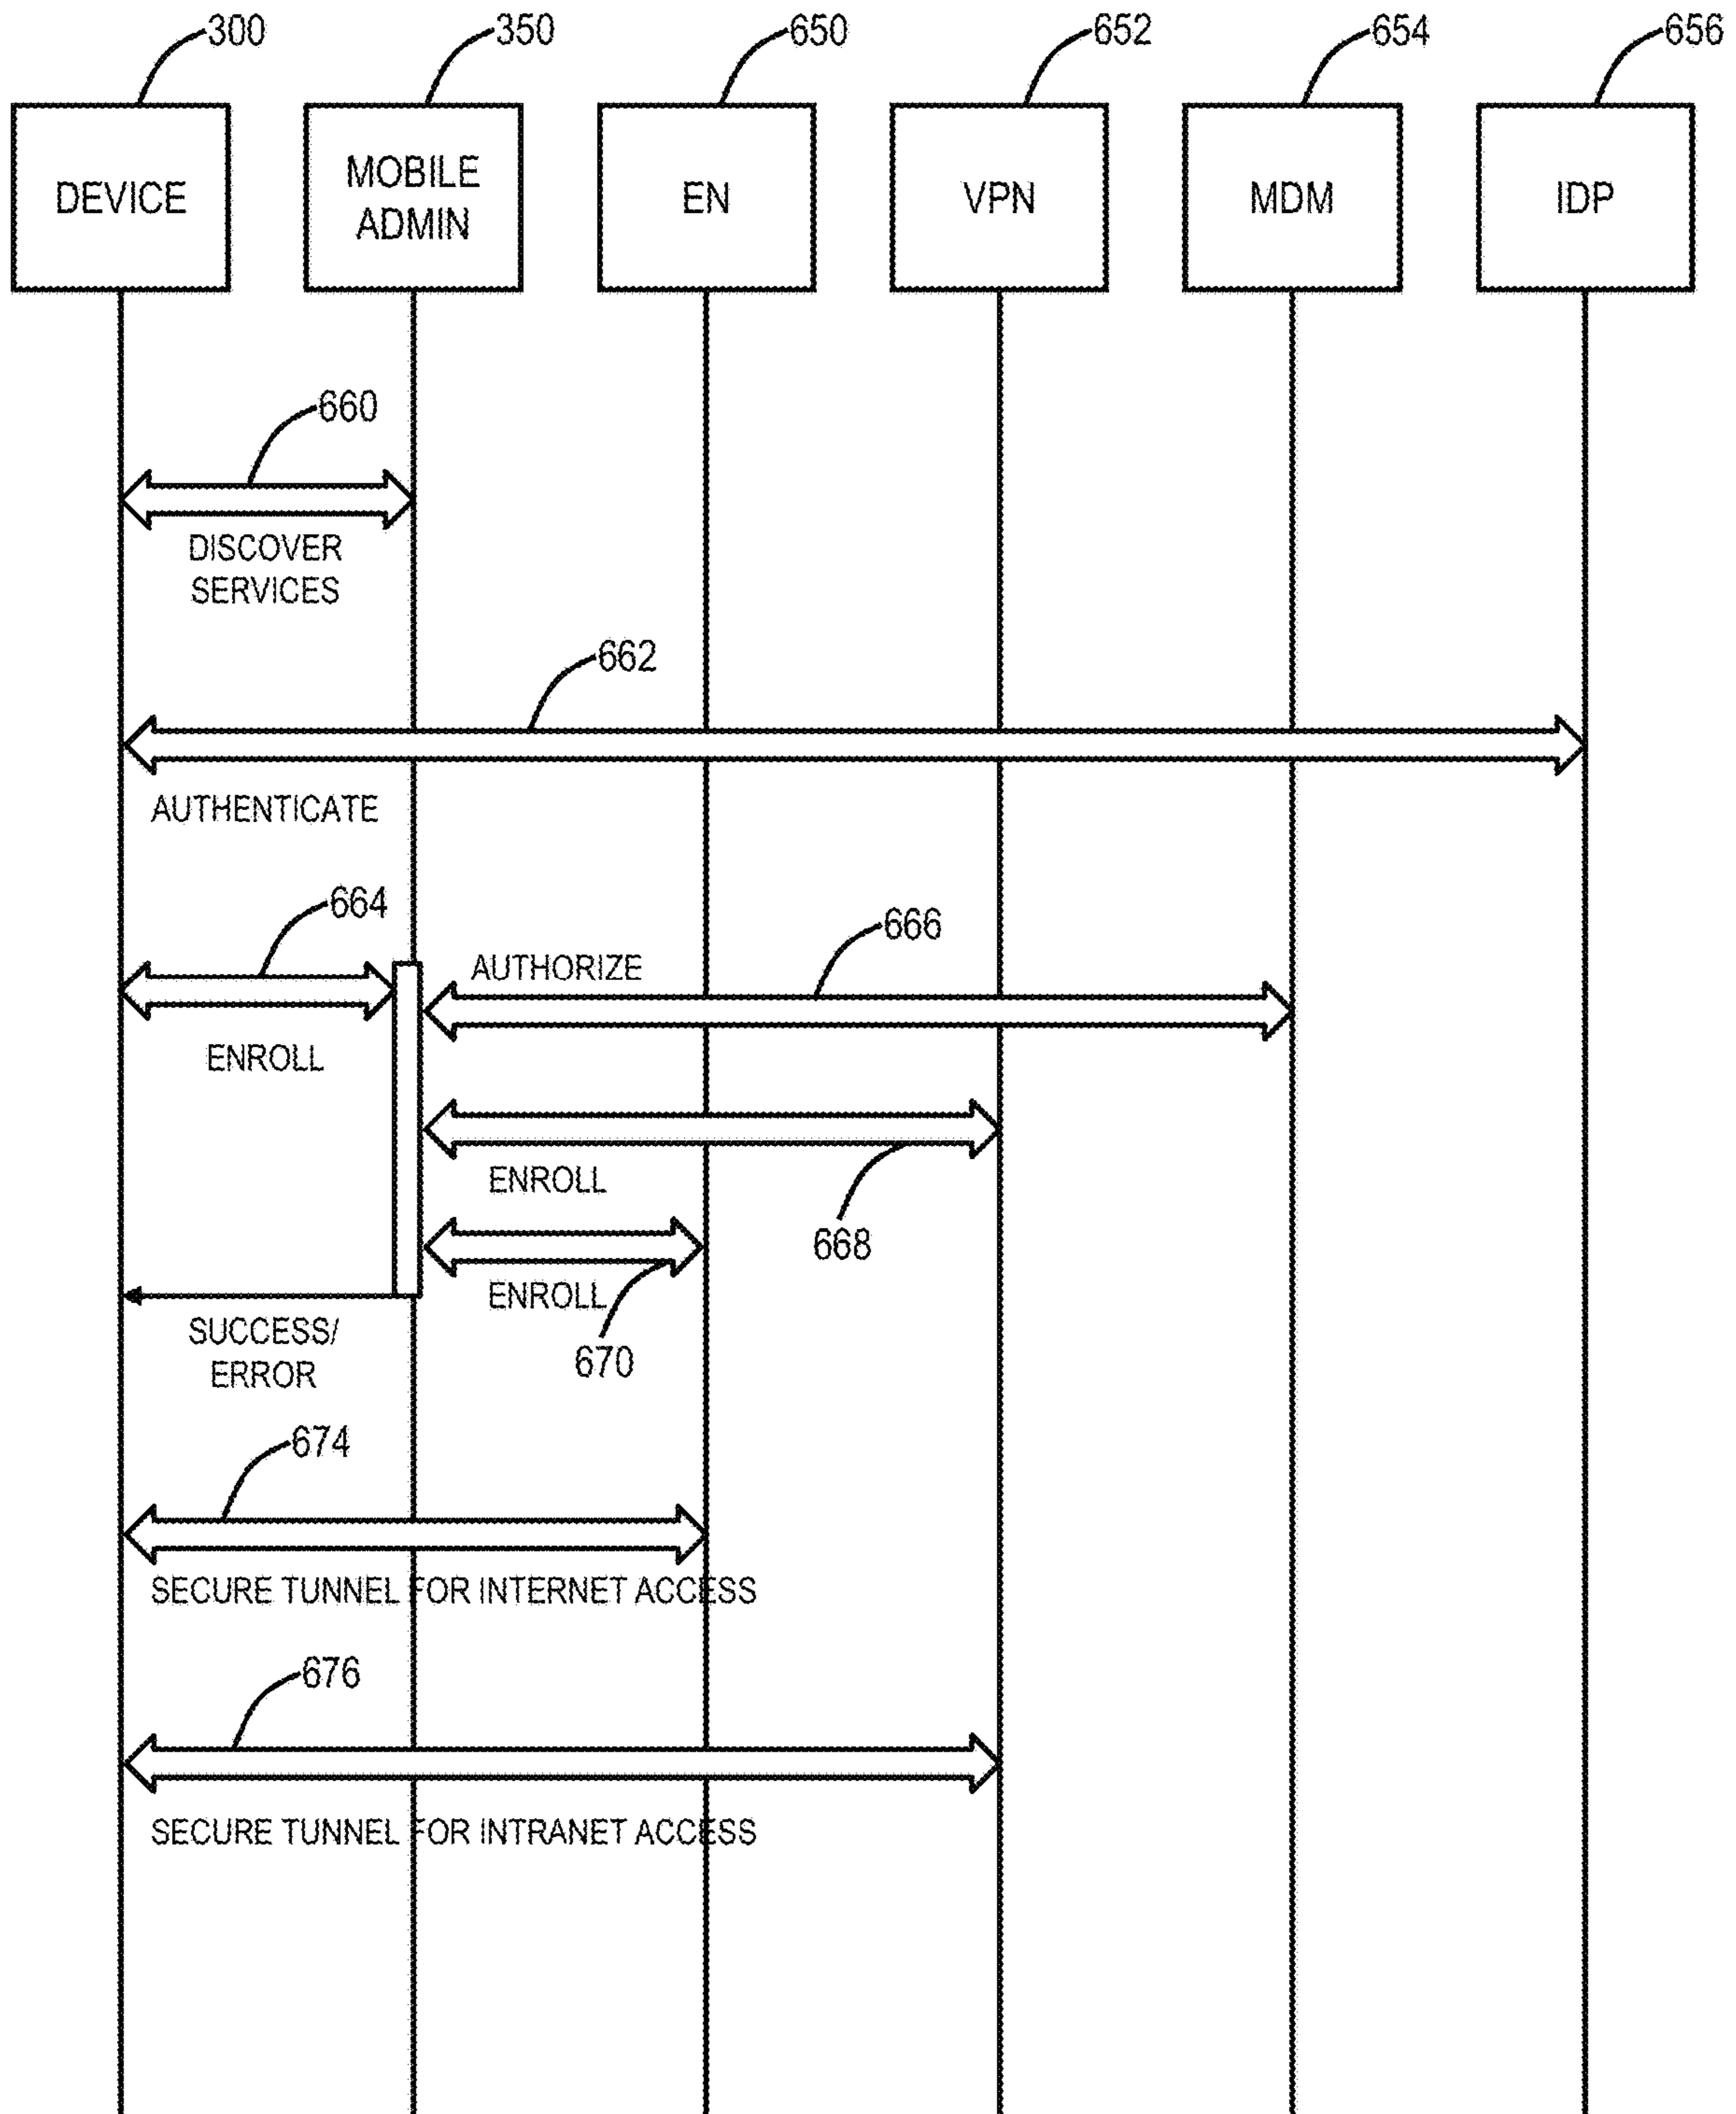 300
350
650
652
654
656
DEVICE
MOBILE
ADMIN
EN
VPN
MDM
IDP
660
DISCOVER
SERVICES
662
AUTHENTICATE
664
666
AUTHORIZE
ENROLL
ENROLL
668
ENROLL
SUCCESS/
ERROR
670
674
SECURE TUNNEL FOR INTERNET ACCESS
676
SECURE TUNNEL FOR INTRANET ACCESS